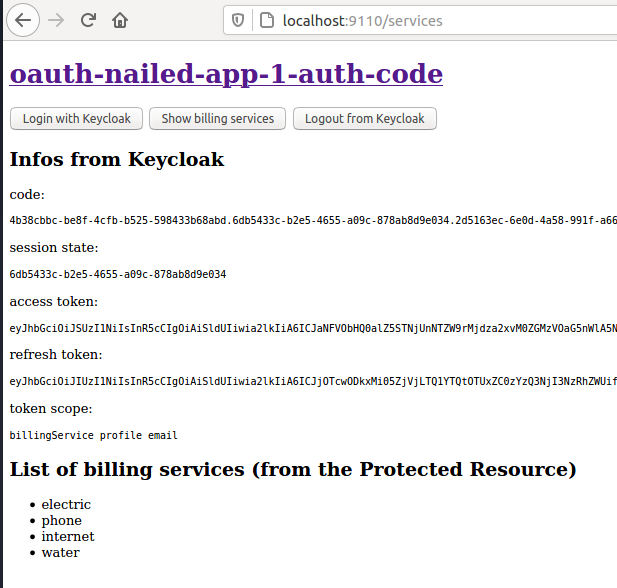 localhost:9110/services
oauth-nailed-app-1-auth-code
Login with Keycloak Show billing services Logout from Keycloak
Infos from Keycloak
code:
4b38cbbc-be8f-4cfb-b525-598433b68abd.6db5433c-b2e5-4655-a09c-878ab8d9e034.2d5163ec-6e0d-4a58-991f-a66
session state:
6db5433c-b2e5-4655-a09c-878ab8d9e034
access token:
eyJhbGciOiJSUzI1NiIsInR5cCIgOiAiSldUIiwia2lkIiA6ICJaNFVObHQ0alZ5STNjUnNTZW9rMjdza2xvM0ZGMzVOaG5nWlA5N
refresh token:
eyJhbGciOiJIUzI1NiIsInR5cCIgOiAiSldUIiwia2lkIiA6ICJjOTcwODkxMi05ZjVjLTQ1YTQtOTUxZC0zYzQ3NjI3NzRhZWUif
token scope:
billingService profile email
List of billing services (from the Protected Resource)
electric
phone
internet
water